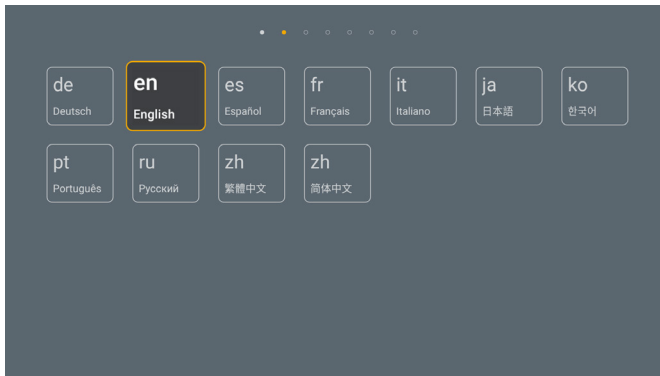 de
Deutsch
en
English
es
Español
fr
Français
it
Italiano
ja
日本語
ko
한국어
pt
Português
ru
Русский
zh
繁體中文
zh
简体中文